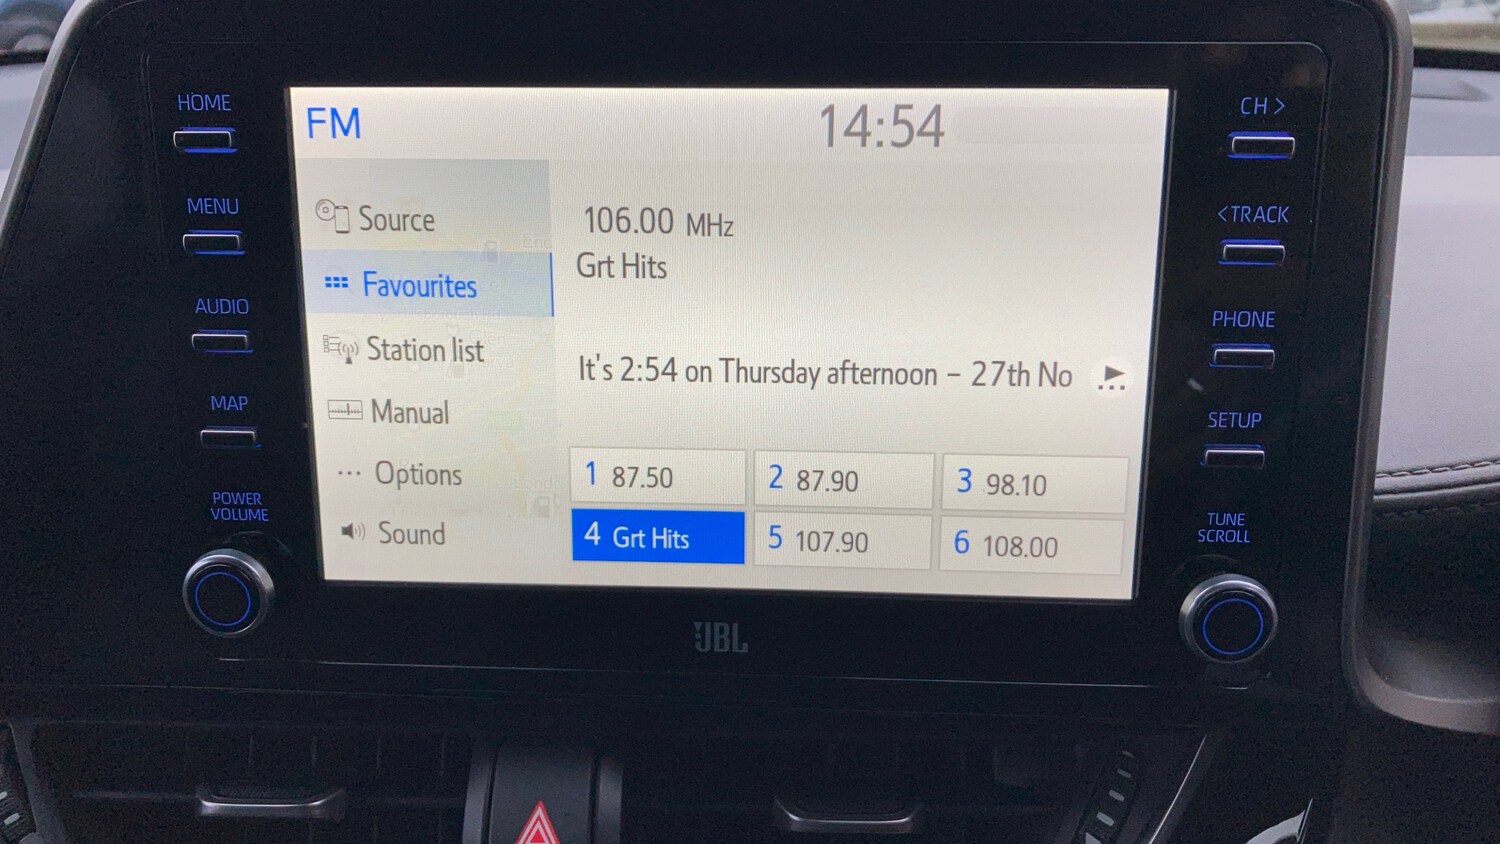 HOME
MENU
AUDIO
MAP
POWER
VOLUME
FM
14:54
Source
Favourites
Station list
Manual
Options
Sound
106.00 MHz
Grt Hits
It's 2:54 on Thursday afternoon – 27th No
1 87.50
2 87.90
3 98.10
4 Grt Hits
5 107.90
6 108.00
CH >
<TRACK
PHONE
SETUP
TUNE
SCROLL
JBL